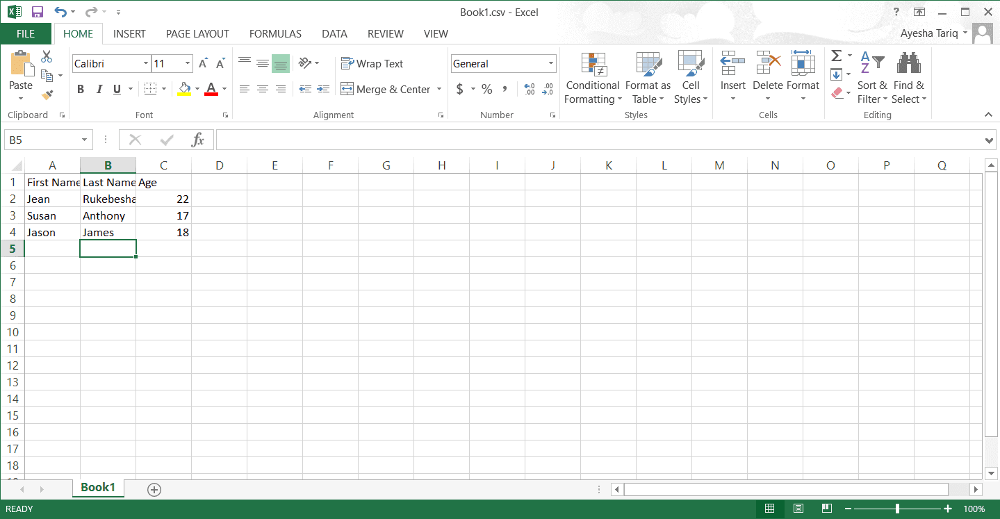 Book1.csv - Excel
?
FILE HOME INSERT PAGE LAYOUT FORMULAS DATA REVIEW VIEW Ayesha Tariq
Paste
Clipboard
Calibri 11
B I U A
Font
Wrap Text
Merge & Center
Alignment
General
$ % , .0 .00 .00 .0
Number
Conditional Formatting
Format as Table
Cell Styles
Styles
Insert Delete Format
Cells
Σ
A Z
Sort & Filter
Find & Select
Editing
B5 fx
A B C D E F G H I J K L M N O P Q
1 First Name Last Name Age
2 Jean Rukebesha 22
3 Susan Anthony 17
4 Jason James 18
5
6
7
8
9
10
11
12
13
14
15
16
17
18
Book1
READY 100%